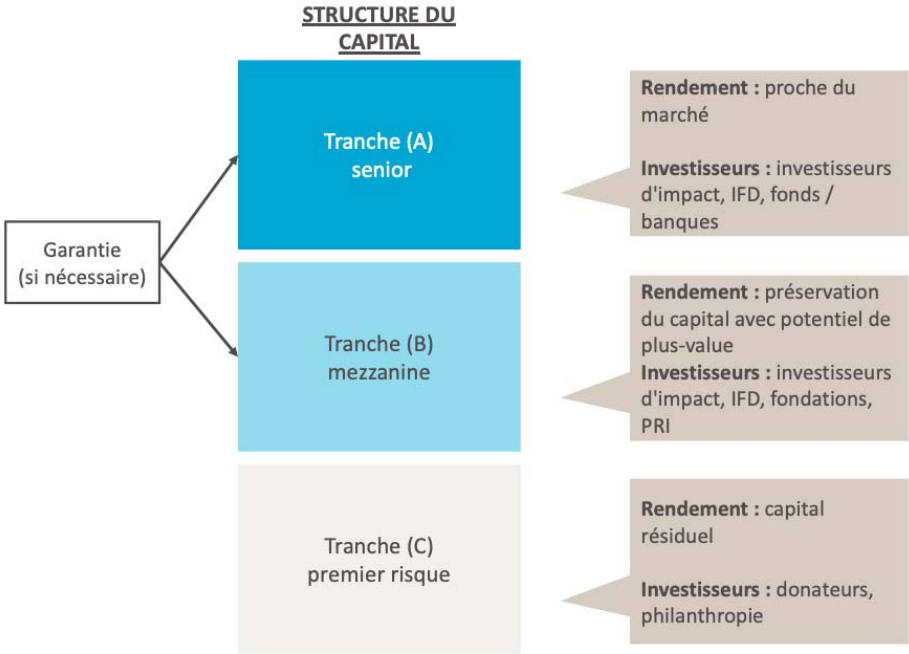 STRUCTURE DU
CAPITAL
Tranche (A)
senior
Rendement : proche du
marché
Investisseurs : investisseurs
d'impact, IFD, fonds /
banques
Garantie
(si nécessaire)
Tranche (B)
mezzanine
Rendement : préservation
du capital avec potentiel de
plus-value
Investisseurs : investisseurs
d'impact, IFD, fondations,
PRI
Tranche (C)
premier risque
Rendement : capital
résiduel
Investisseurs : donateurs,
philanthropie